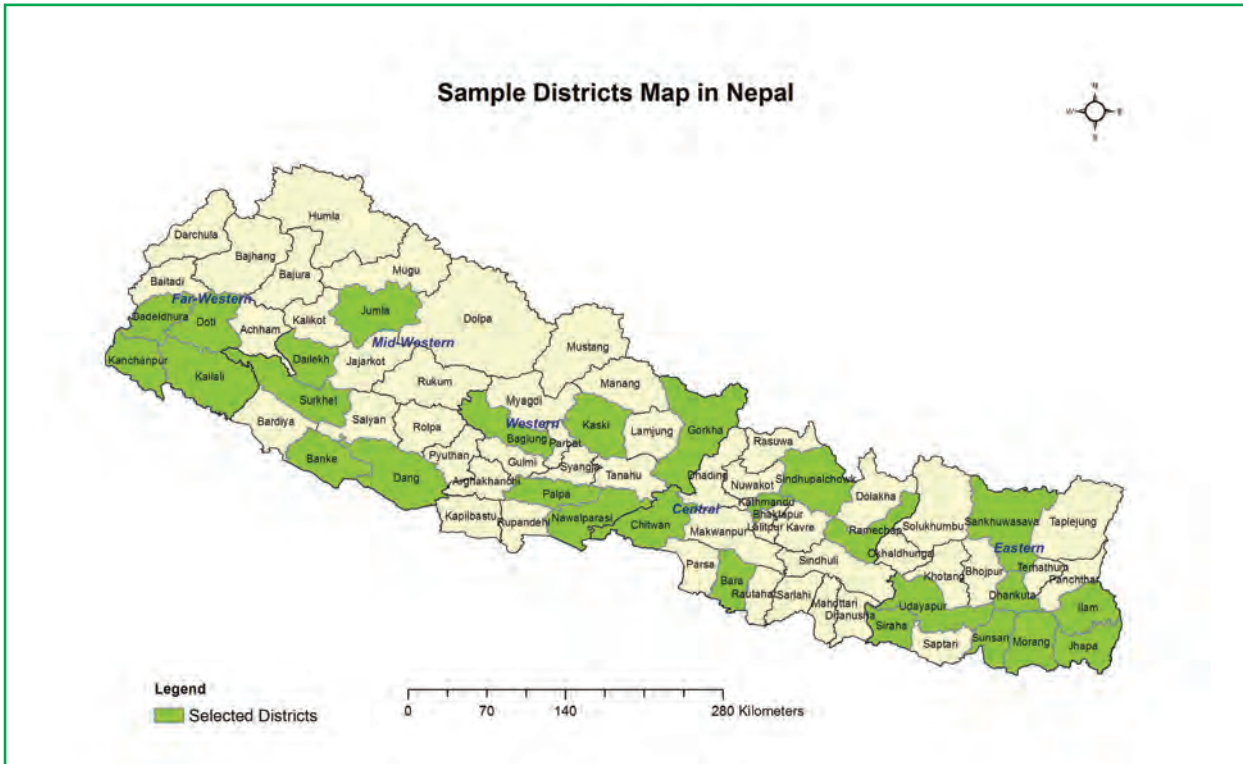 Sample Districts Map in Nepal
N
W
E
S
Humla
Darchula
Bajhang
Bajura
Mugu
Baitadi
Far-Western
Dadeldhura
Doti
Jumla
Kalikot
Achham
Dolpa
Mustang
Mid-Western
Kanchanpur
Dailekh
Jajarkot
Kailali
Rukum
Manang
Surkhet
Myagdi
Bardiya
Salyan
Rolpa
Western
Kaski
Lamjung
Gorkha
Baglung
Parbat
Rasuwa
Banke
Pyuthan
Gulmi
Syangja
Tanahu
Dhading
Nuwakot
Sindhupalchowk
Dang
Arghakhanchi
Palpa
Kathmandu
Dolakha
Kapilbastu
Rupandehi
Nawalparasi
Chitwan
Central
Bhaktapur
Lalitpur
Kavre
Makwanpur
Ramechap
Solukhumbu
Sankhuwasava
Taplejung
Okhaldhunga
Eastern
Parsa
Sindhuli
Khotang
Bhojpur
Terhathum
Panchthar
Bara
Rautahat
Sarlahi
Mahottari
Dhanusha
Udayapur
Dhankuta
Ilam
Siraha
Saptari
Sunsari
Morang
Jhapa
Legend
Selected Districts
0 70 140 280 Kilometers